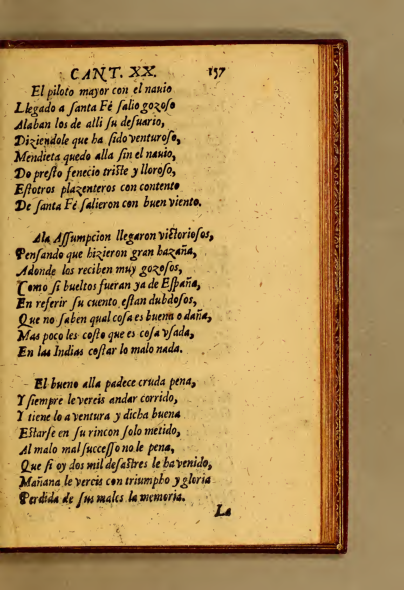 CANT. XX. 157
El piloto mayor con el nauio
Llegado a ſanta Fé ſalio gozoſo
Alaban los de alli ſu deſuario,
Diziendole que ha ſido venturoſo,
Mendieta quedo alla ſin el nauio,
Do preſto fenecio triſte y lloroſo,
Eſtotros plazenteros con contento
De ſanta Fé ſalieron con buen viento.
Ala Aſſumpcion llegaron victorioſos,
Penſando que hizieron gran hazaña,
Adonde los reciben muy gozoſos,
Como ſi bueltos fueran ya de Eſpaña,
En referir ſu cuento eſtan dubdoſos,
Que no ſaben qual coſa es buena o daña,
Mas poco les coſto que es coſa vſada,
En las Indias coſtar lo malo nada.
El bueno alla padece cruda pena,
Y ſiempre le vereis andar corrido,
Y tiene lo a ventura y dicha buena
Eſtarſe en ſu rincon ſolo metido,
Al malo mal ſucceſſo no le pena,
Que ſi oy dos mil deſaſtres le ha venido,
Mañana le vereis con triumpho y gloria
Perdida de ſus males la memoria.
La